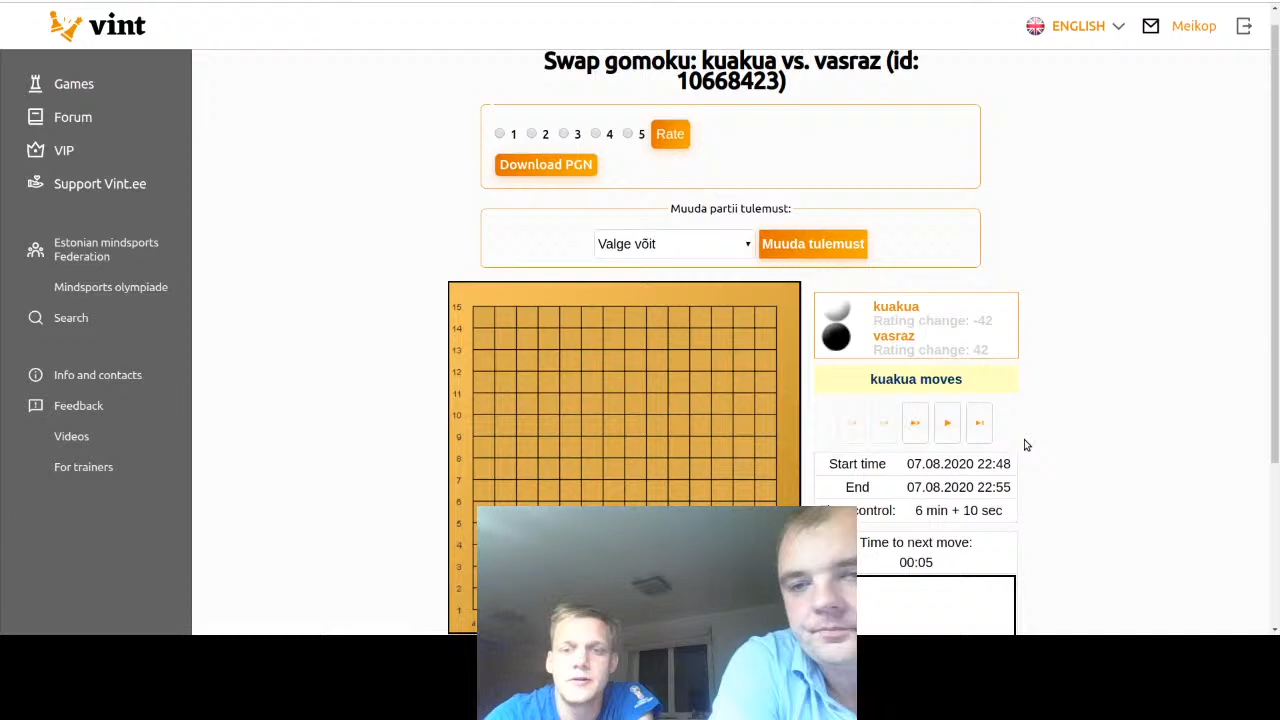 vint
ENGLISH
Meikop
Games
Forum
VIP
Support Vint.ee
Estonian mindsports
Federation
Mindsports olympiade
Search
Info and contacts
Feedback
Videos
For trainers
Swap gomoku: kuakua vs. vasraz (id:
10668423)
1 2 3 4 5 Rate
Download PGN
Muuda partii tulemust:
Valge võit Muuda tulemust
15
14
13
12
11
10
9
8
7
6
5
4
3
2
1
kuakua
Rating change: -42
vasraz
Rating change: 42
kuakua moves
Start time 07.08.2020 22:48
End 07.08.2020 22:55
control: 6 min + 10 sec
Time to next move:
00:05